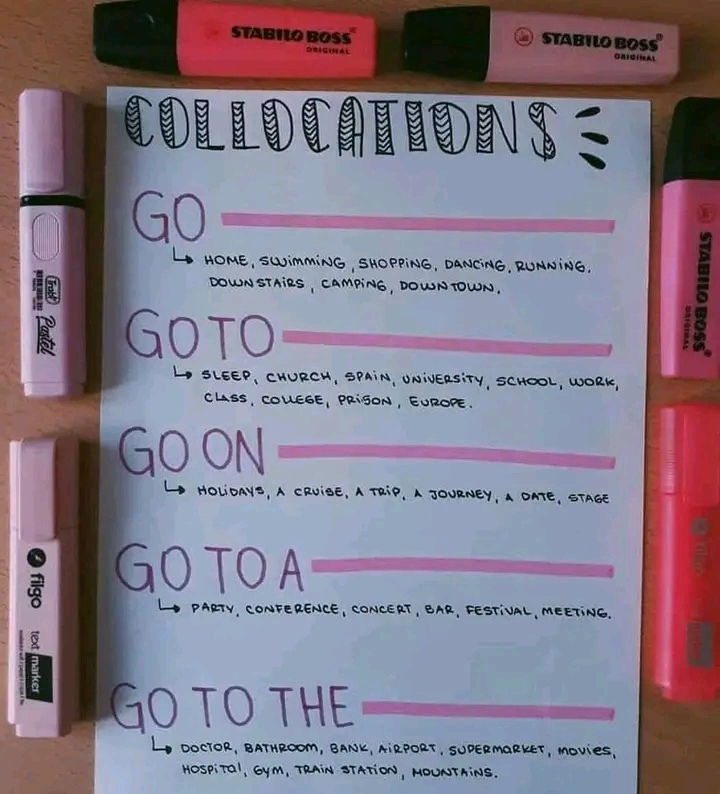 STABILO BOSS®
ORIGINAL
STABILO BOSS®
ORIGINAL
COLLOCATIONS
GO
HOME, SWIMMING, SHOPPING, DANCING, RUNNING,
DOWNSTAIRS, CAMPING, DOWNTOWN.
GO TO
SLEEP, CHURCH, SPAIN, UNIVERSITY, SCHOOL, WORK,
CLASS, COLLEGE, PRISON, EUROPE.
GO ON
HOLIDAYS, A CRUISE, A TRIP, A JOURNEY, A DATE, STAGE
GO TO A
PARTY, CONFERENCE, CONCERT, BAR, FESTIVAL, MEETING.
GO TO THE
DOCTOR, BATHROOM, BANK, AIRPORT, SUPERMARKET, MOVIES,
HOSPITAL, GYM, TRAIN STATION, MOUNTAINS.
Pastel
filgo
text
marker
STABILO BOSS®
ORIGINAL
filgo